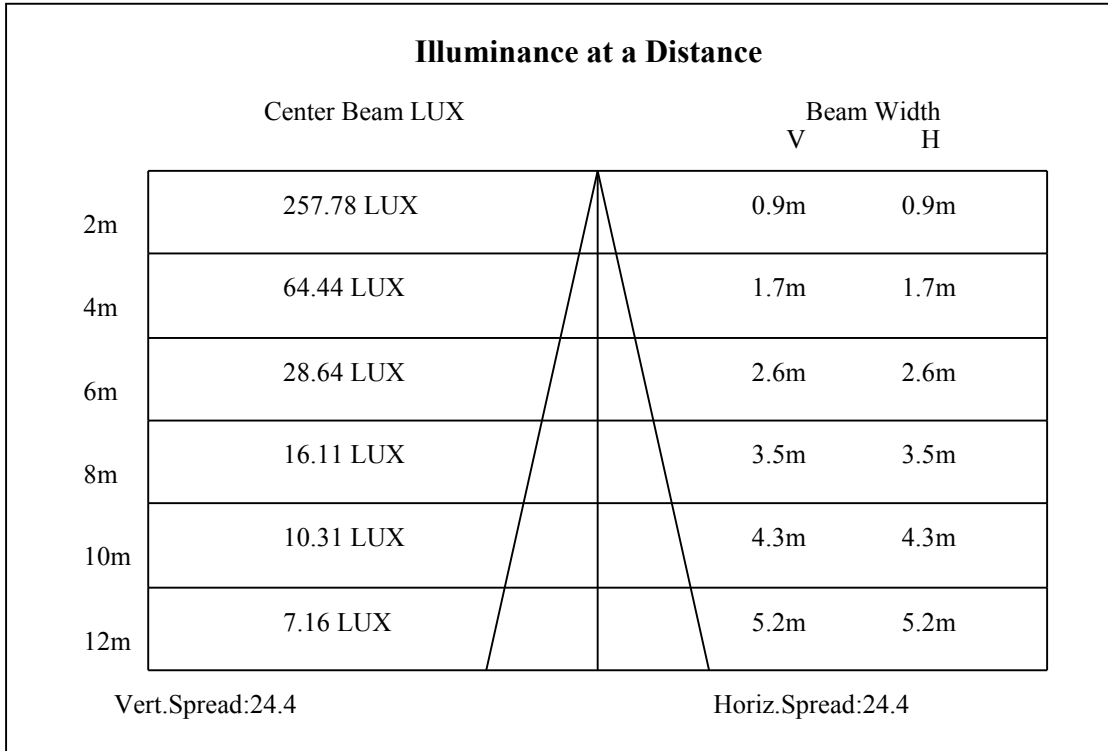 Illuminance at a Distance
Center Beam LUX Beam Width
V H
2m 257.78 LUX 0.9m 0.9m
4m 64.44 LUX 1.7m 1.7m
6m 28.64 LUX 2.6m 2.6m
8m 16.11 LUX 3.5m 3.5m
10m 10.31 LUX 4.3m 4.3m
12m 7.16 LUX 5.2m 5.2m
Vert.Spread:24.4 Horiz.Spread:24.4